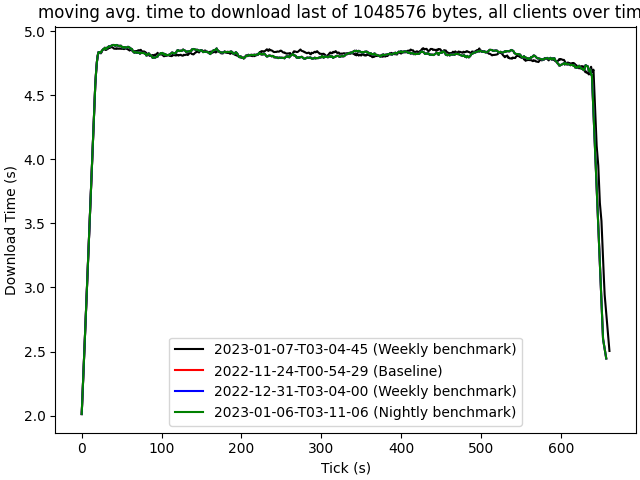 moving avg. time to download last of 1048576 bytes, all clients over tim
5.0
4.5
4.0
3.5
3.0
2.5
2.0
Download Time (s)
2023-01-07-T03-04-45 (Weekly benchmark)
2022-11-24-T00-54-29 (Baseline)
2022-12-31-T03-04-00 (Weekly benchmark)
2023-01-06-T03-11-06 (Nightly benchmark)
0 100 200 300 400 500 600
Tick (s)